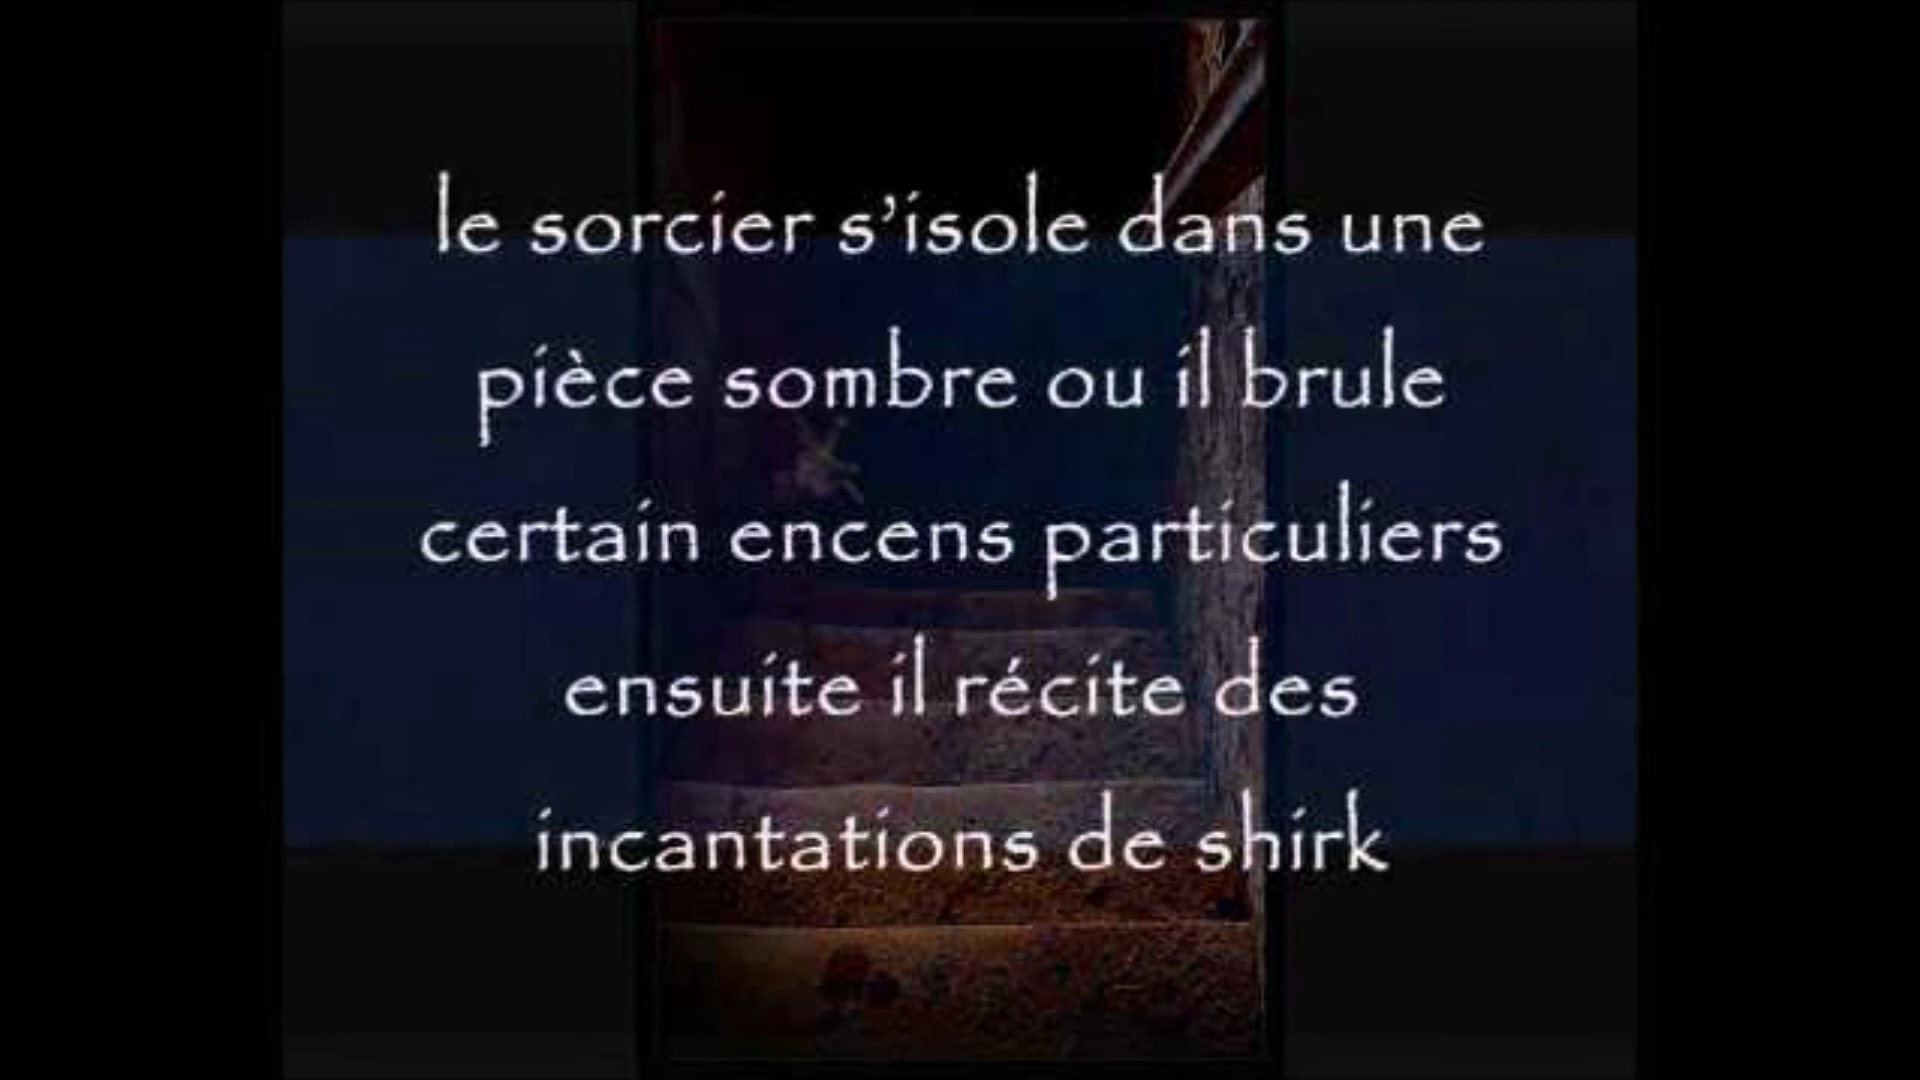 le sorcier s'isole dans une
pièce sombre ou il brule
certain encens particuliers
ensuite il récite des
incantations de shirk